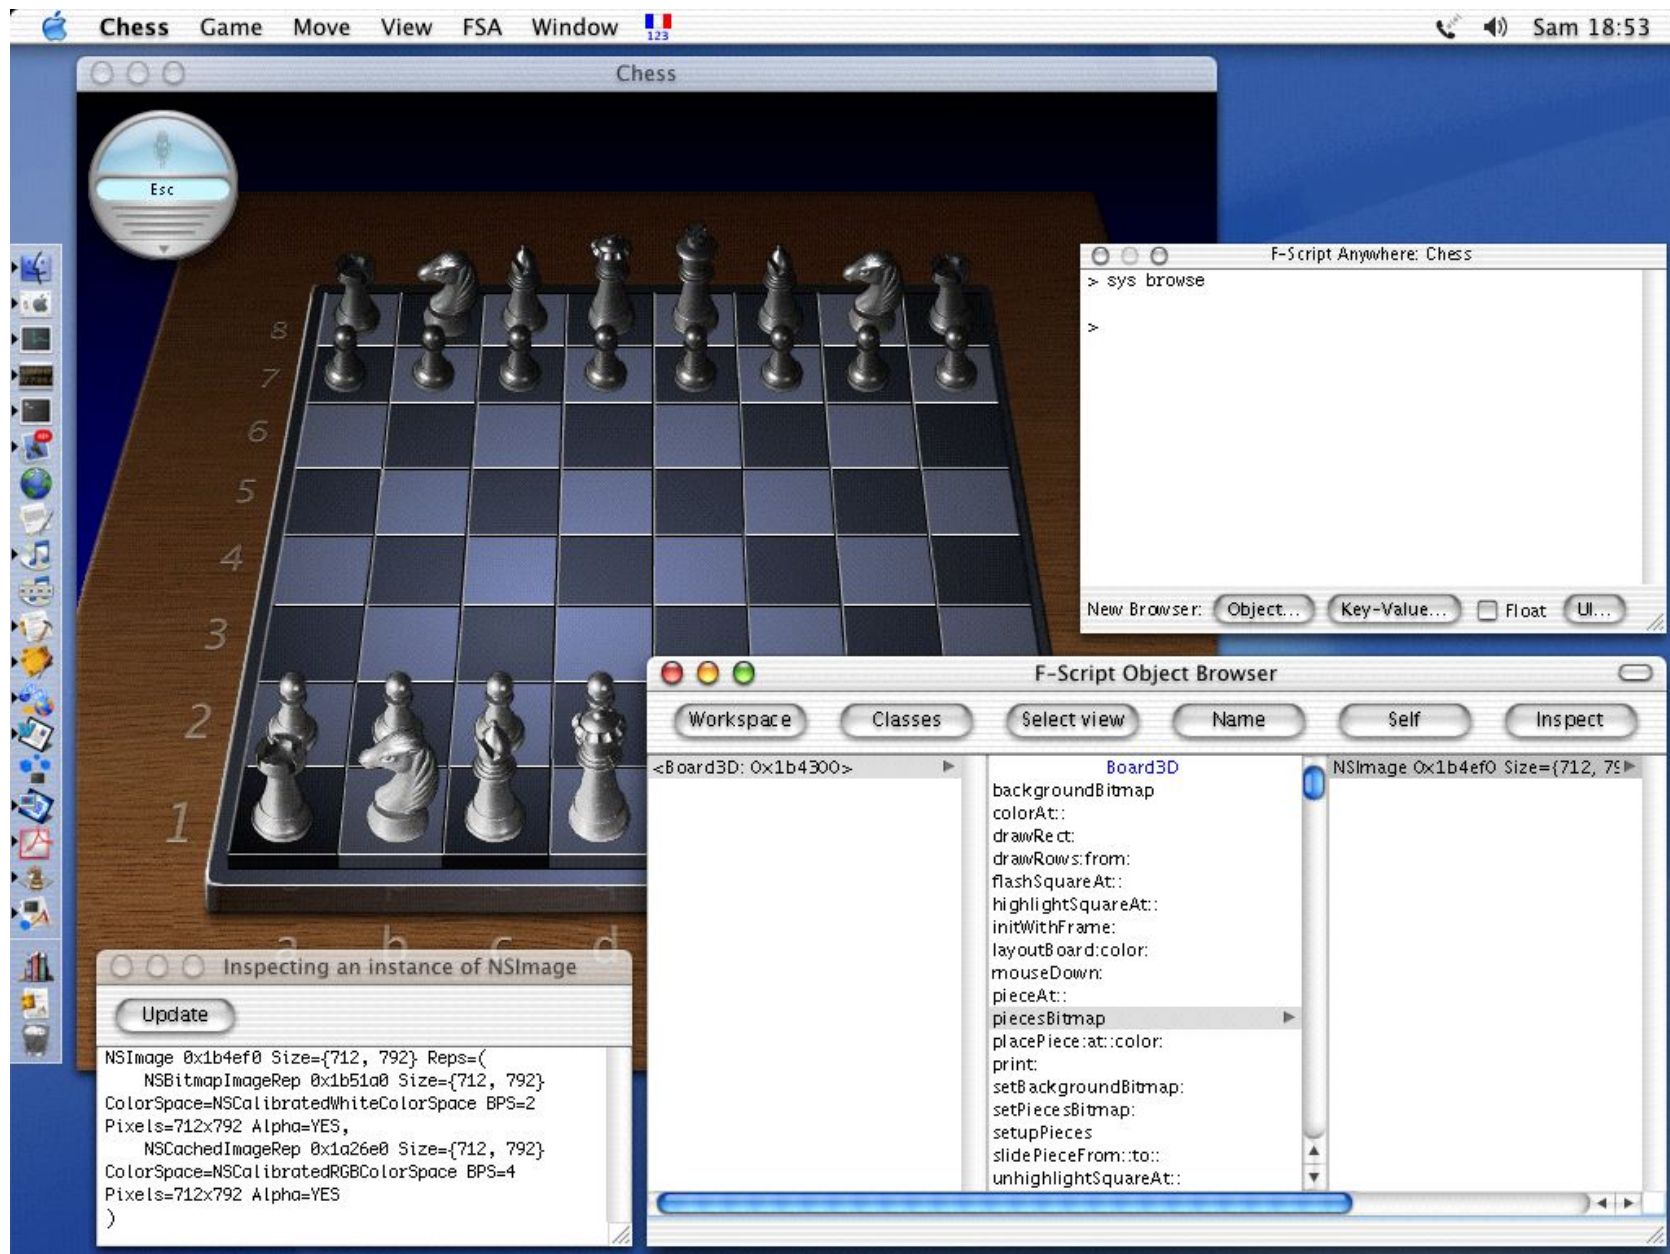 Chess Game Move View FSA Window 123 Sam 18:53
Chess
Esc
8
7
6
5
4
3
2
1
a b c d
F-Script Anywhere: Chess
> sys browse
>
New Browser: Object... Key-Value... Float UI...
F-Script Object Browser
Workspace Classes Select view Name Self Inspect
<Board3D: 0x1b4300>
Board3D
backgroundBitmap
colorAt::
drawRect:
drawRows:from:
flashSquareAt::
highlightSquareAt::
initWithFrame:
layoutBoard:color:
mouseDown:
pieceAt::
piecesBitmap
placePiece:at::color:
print:
setBackgroundBitmap:
setPiecesBitmap:
setupPieces
slidePieceFrom::to::
unhighlightSquareAt::
NSImage 0x1b4ef0 Size={712, 79
Inspecting an instance of NSImage
Update
NSImage 0x1b4ef0 Size={712, 792} Reps=(
NSBitmapImageRep 0x1b51a0 Size={712, 792}
ColorSpace=NSCalibratedWhiteColorSpace BPS=2
Pixels=712x792 Alpha=YES,
NSCachedImageRep 0x1a26e0 Size={712, 792}
ColorSpace=NSCalibratedRGBColorSpace BPS=4
Pixels=712x792 Alpha=YES
)